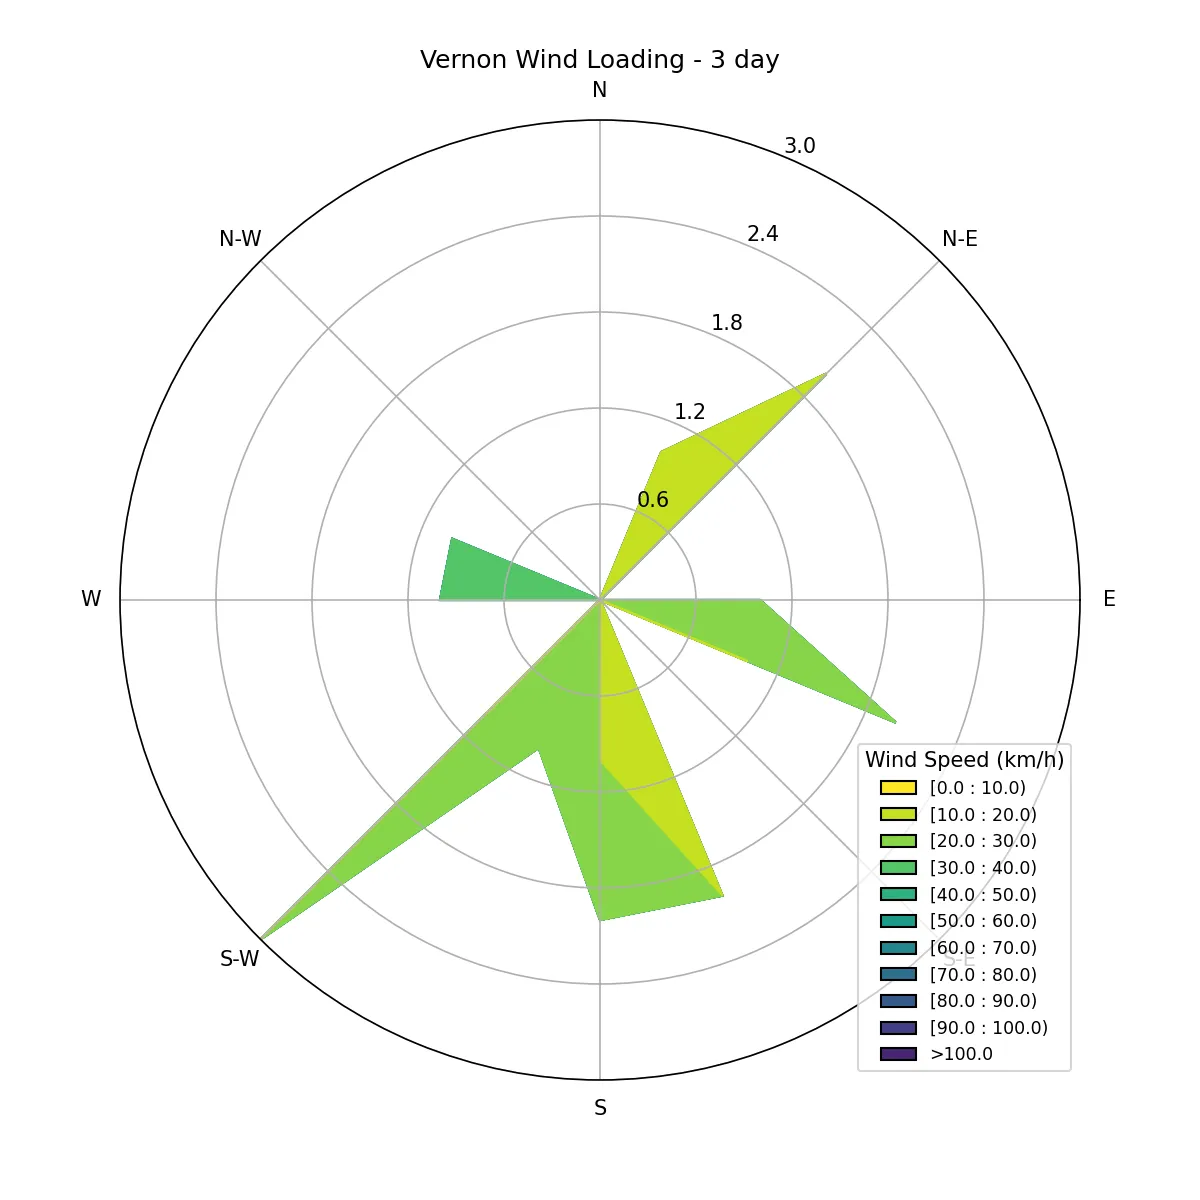 Vernon Wind Loading - 3 day
N
3.0
2.4
N-W
N-E
1.8
1.2
0.6
W
E
Wind Speed (km/h)
[0.0 : 10.0)
[10.0 : 20.0)
[20.0 : 30.0)
[30.0 : 40.0)
[40.0 : 50.0)
[50.0 : 60.0)
[60.0 : 70.0)
[70.0 : 80.0)
[80.0 : 90.0)
[90.0 : 100.0)
>100.0
S-W
S-E
S